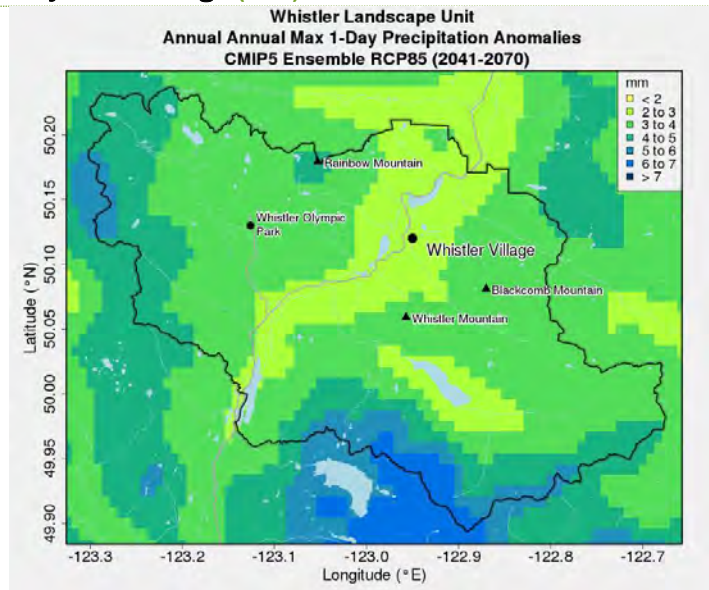 Whistler Landscape Unit
Annual Annual Max 1-Day Precipitation Anomalies
CMIP5 Ensemble RCP85 (2041-2070)
mm
< 2
2 to 3
3 to 4
4 to 5
5 to 6
6 to 7
> 7
50.20
50.15
50.10
50.05
50.00
49.95
49.90
Latitude (°N)
Rainbow Mountain
Whistler Olympic
Park
Whistler Village
Blackcomb Mountain
Whistler Mountain
-123.3 -123.2 -123.1 -123.0 -122.9 -122.8 -122.7
Longitude (°E)